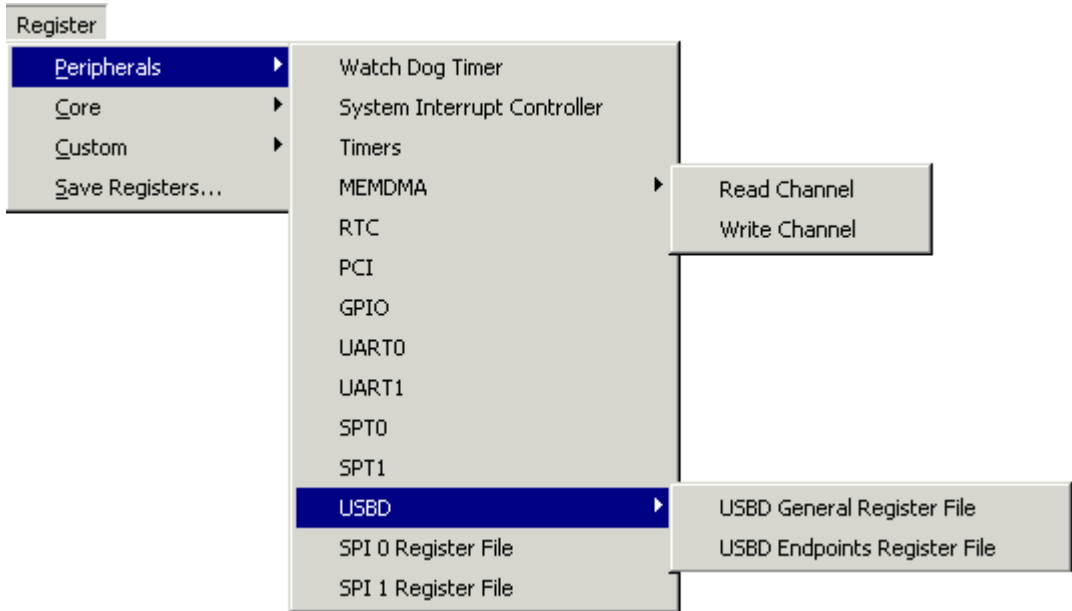 Register
Peripherals
Core
Custom
Save Registers...
Watch Dog Timer
System Interrupt Controller
Timers
MEMDMA
RTC
PCI
GPIO
UART0
UART1
SPT0
SPT1
USBD
SPI 0 Register File
SPI 1 Register File
Read Channel
Write Channel
USBD General Register File
USBD Endpoints Register File